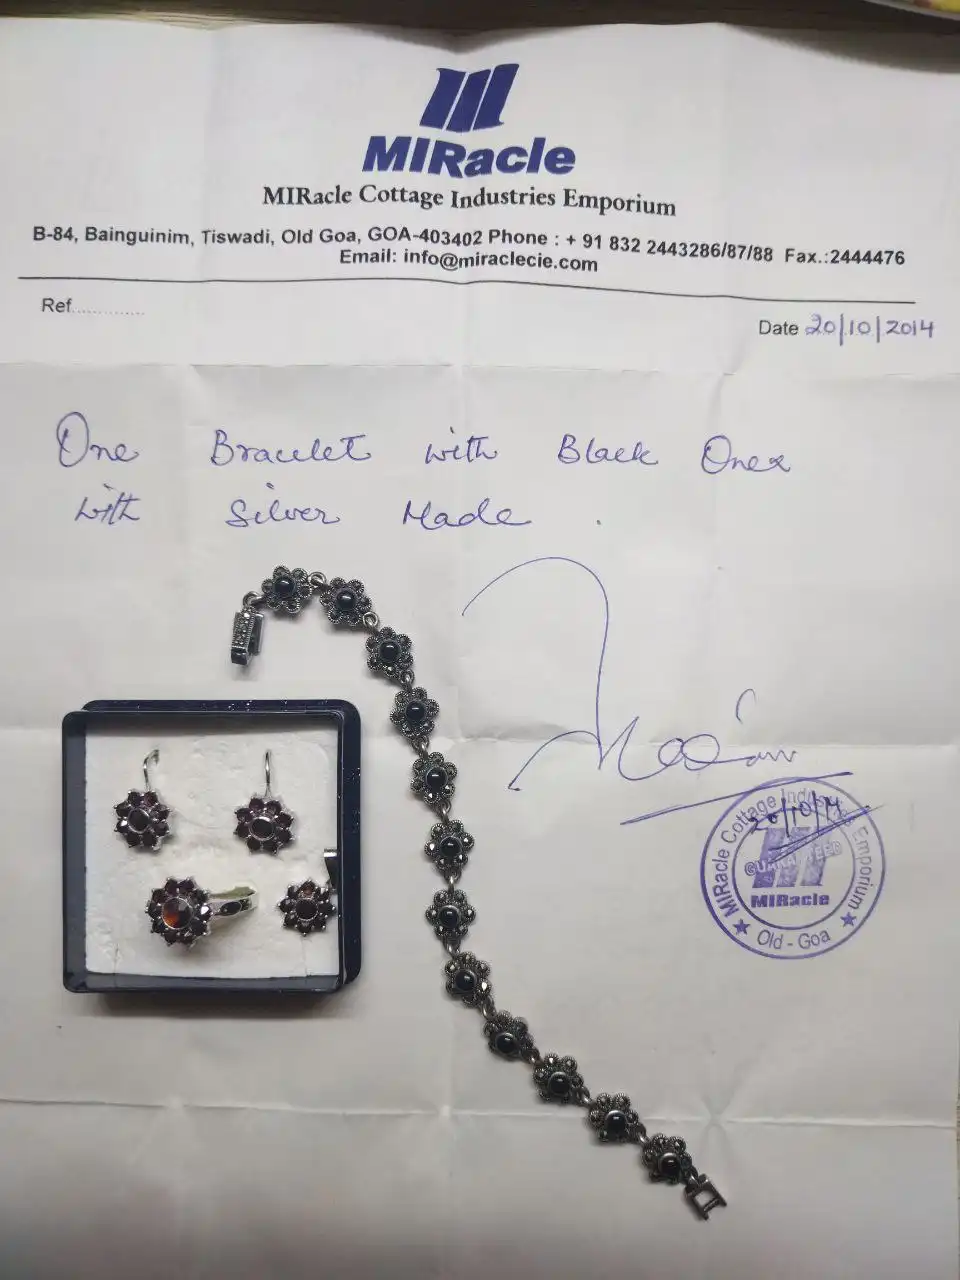 MIRacle
MIRacle Cottage Industries Emporium
B-84, Bainguinim, Tiswadi, Old Goa, GOA-403402 Phone : + 91 832 2443286/87/88 Fax.:2444476
Email: info@miraclecie.com
Ref..............
Date 20/10/2014
One Bracelet with Black Onex
with Silver Made .
20/10/14
MIRacle Cottage Industries Emporium
GUARANTEED
MIRacle
★ Old - Goa ★